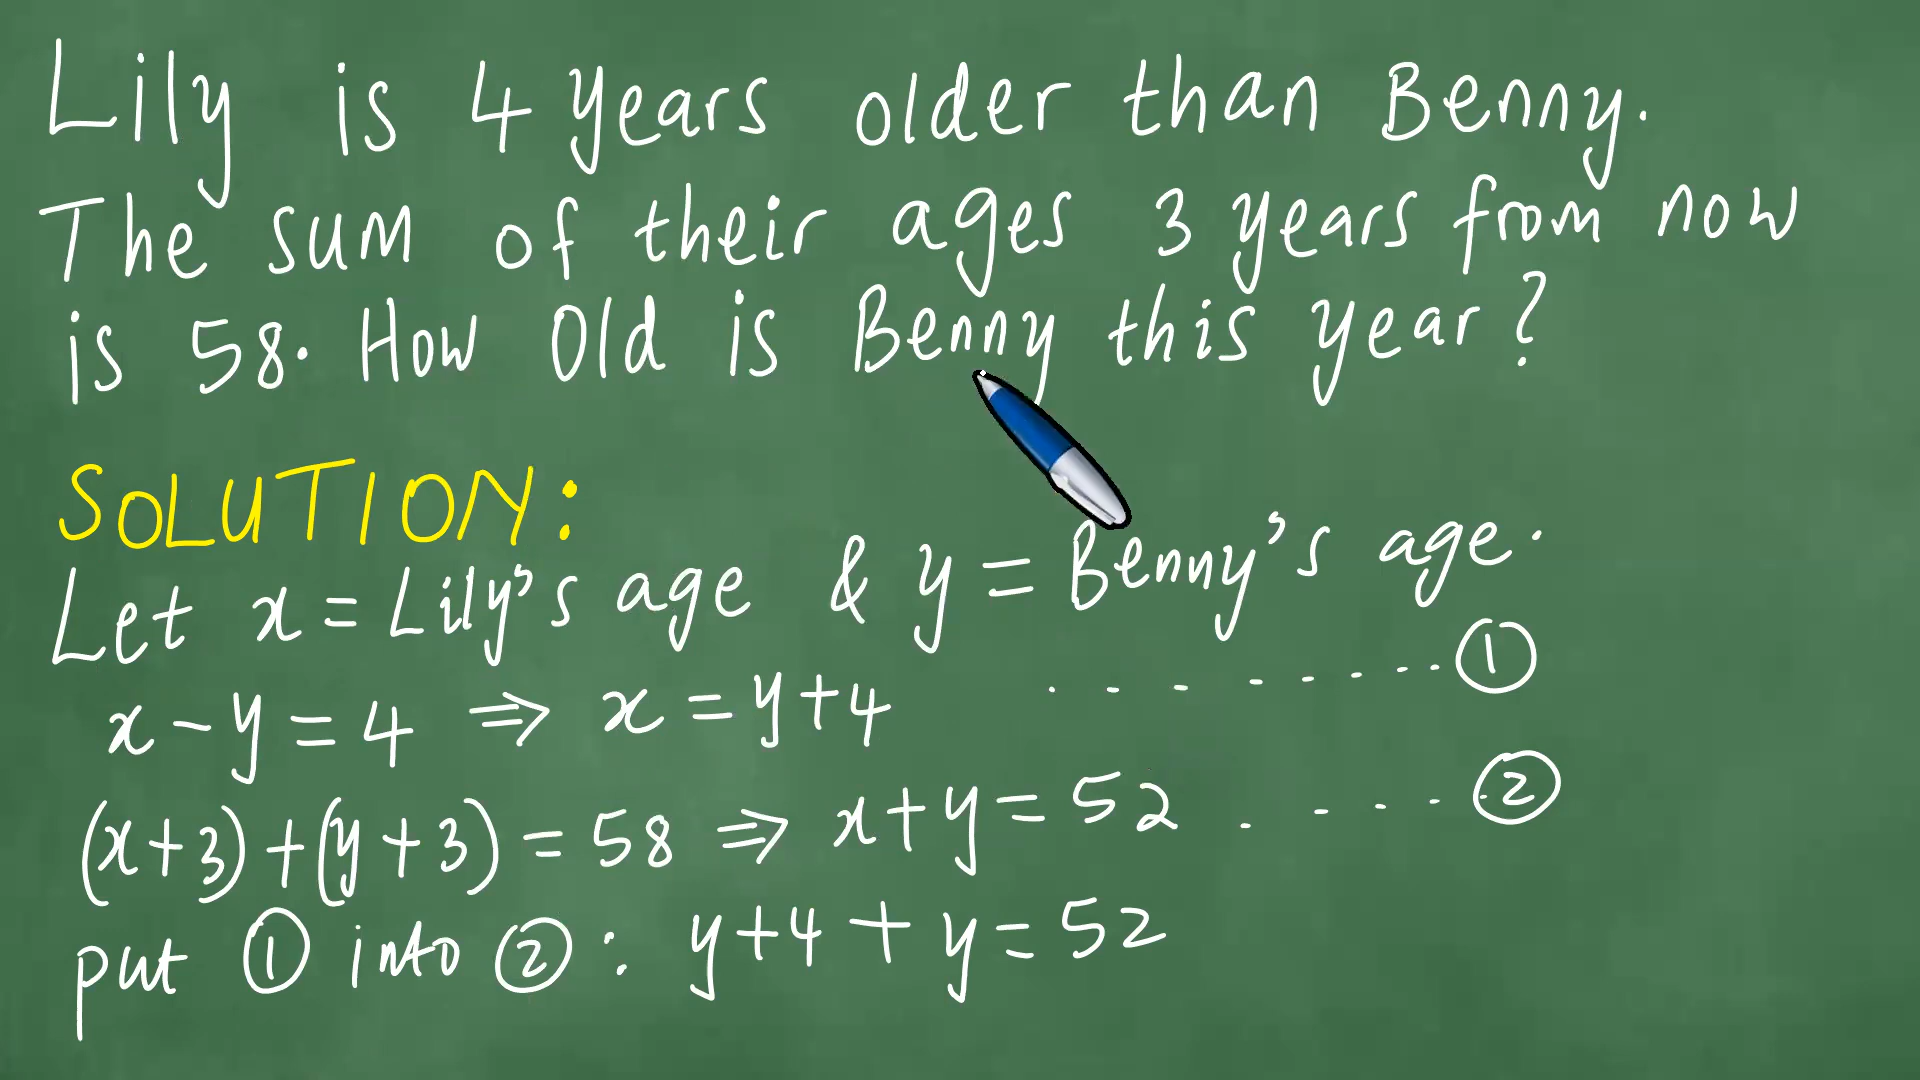 Lily is 4 years older than Benny.
The sum of their ages 3 years from now
is 58. How Old is Benny this year?
SOLUTION:
Let x = Lily's age & y = Benny's age.
x - y = 4 ⇒ x = y + 4 . . . . . . . . . ①
(x + 3) + (y + 3) = 58 ⇒ x + y = 52 . . . . . ②
put ① into ② : y + 4 + y = 52